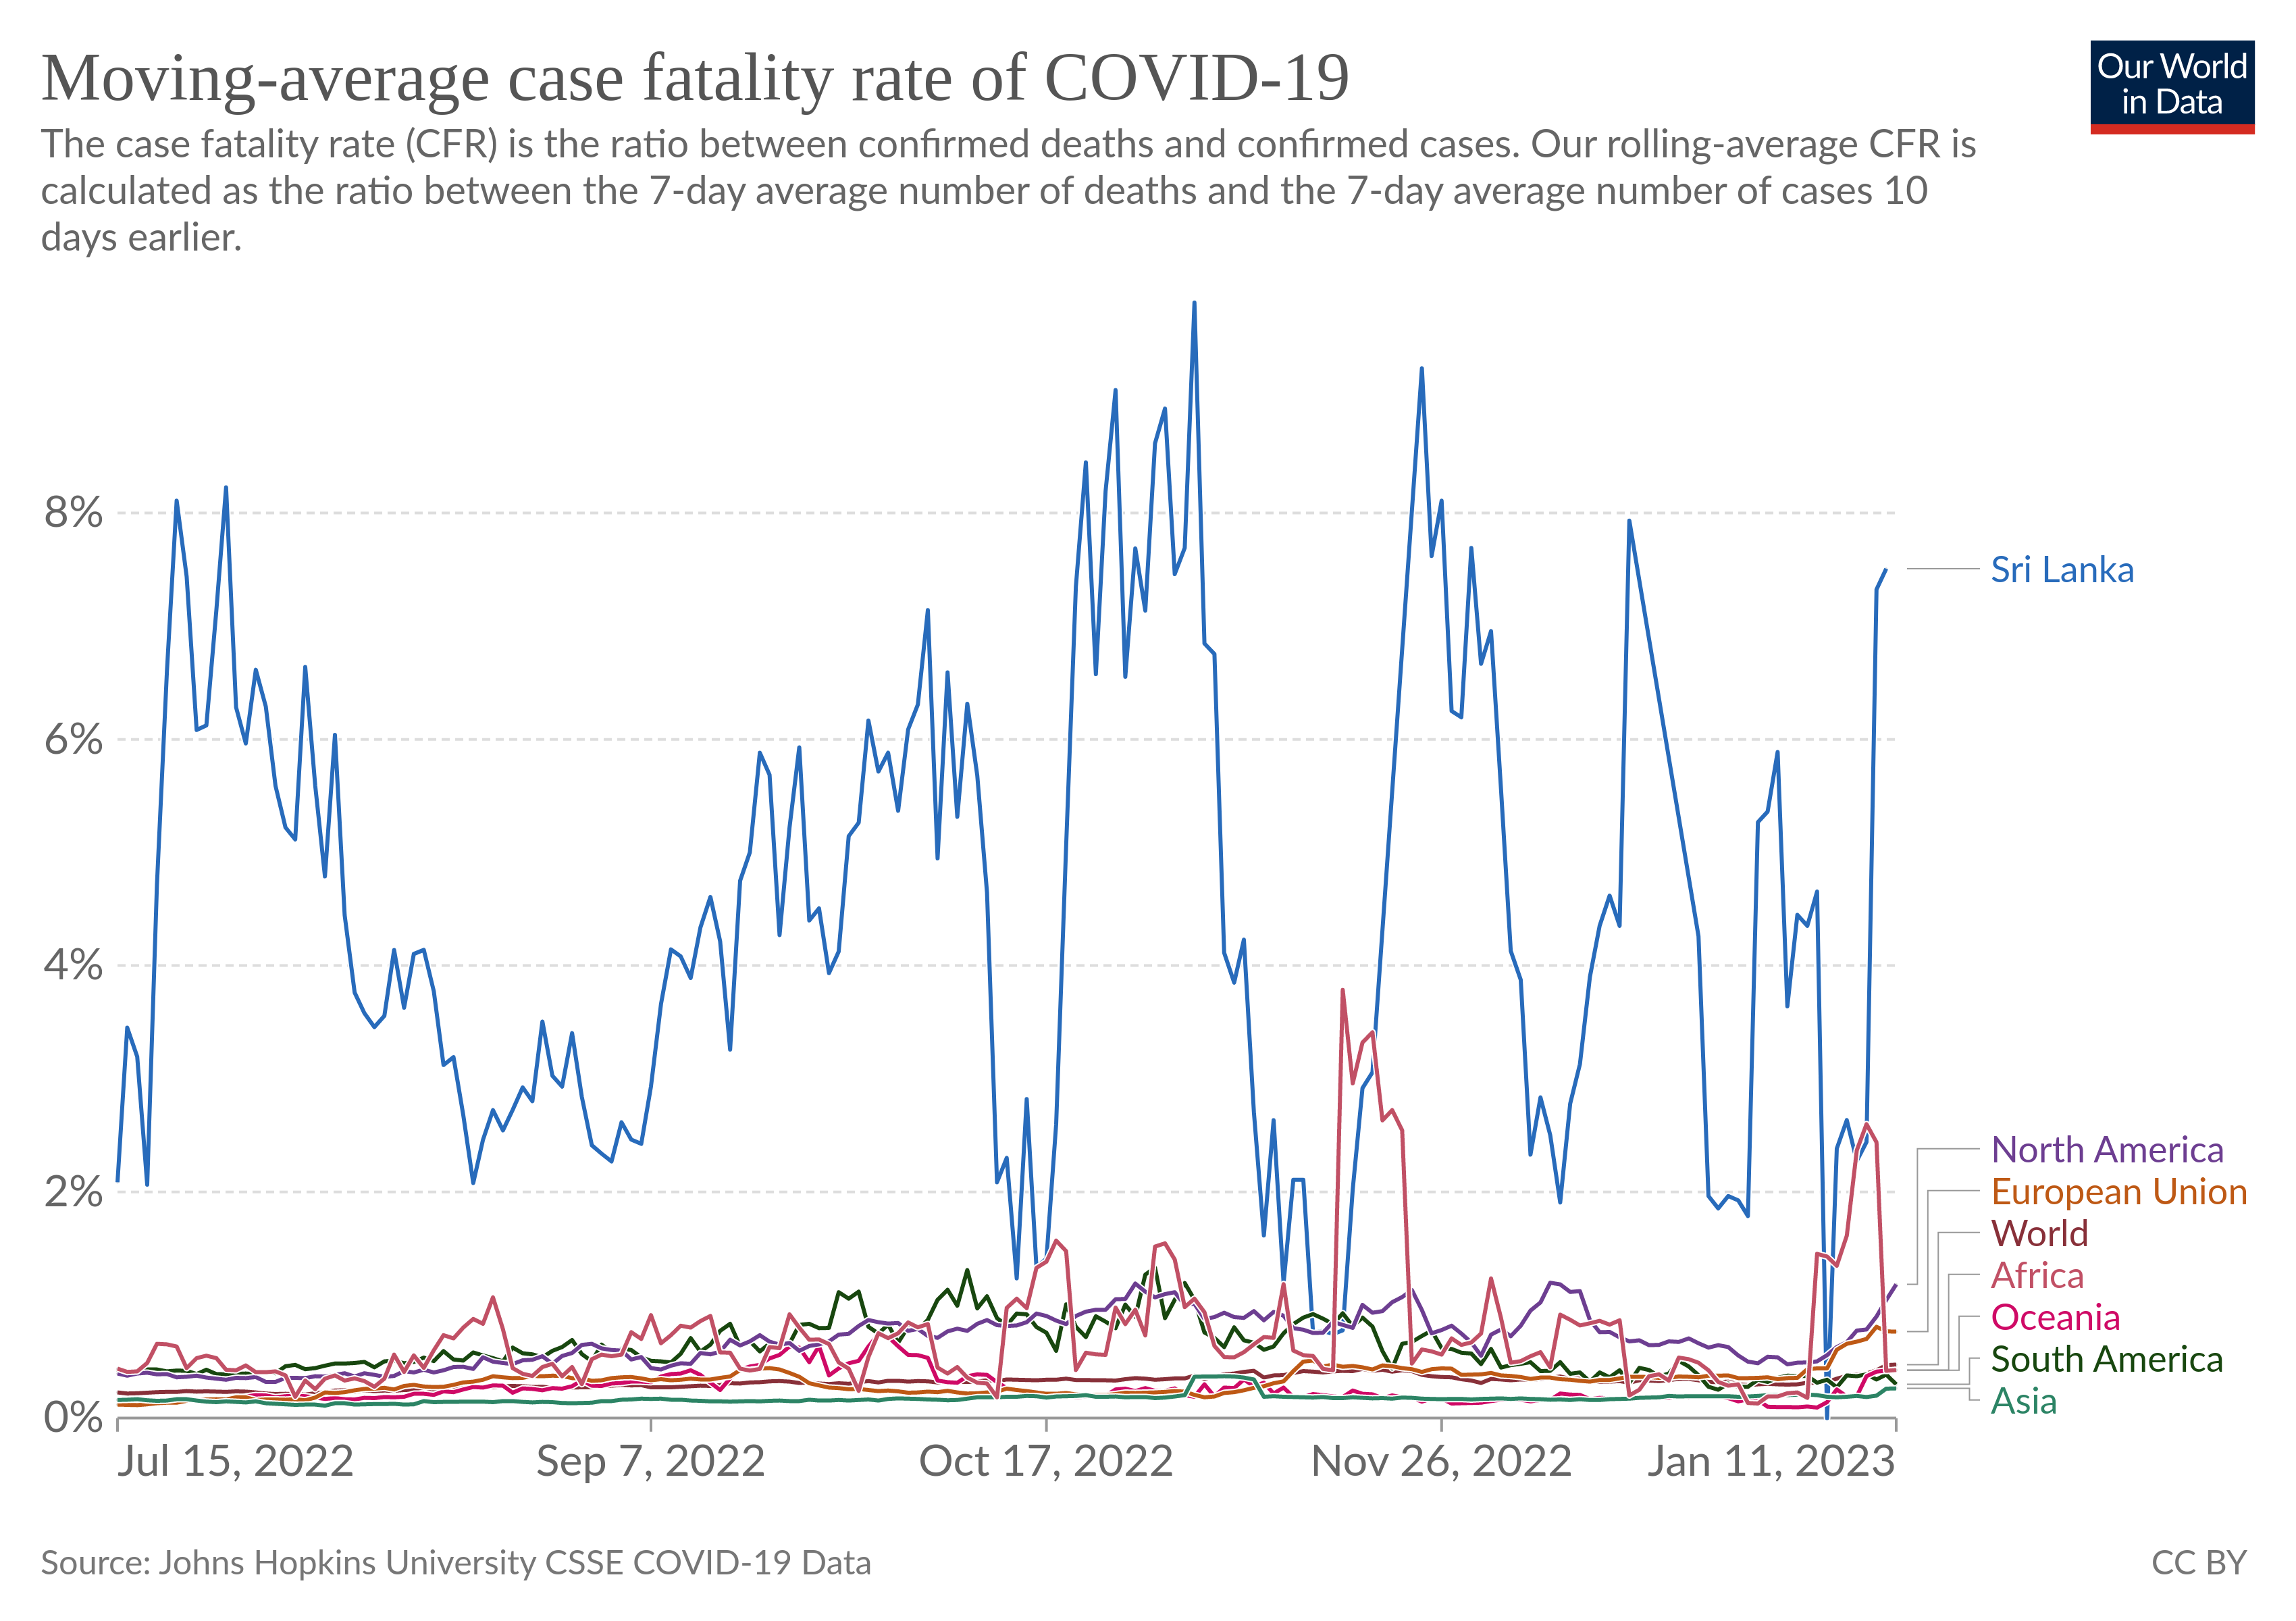 Moving-average case fatality rate of COVID-19
Our World
in Data
The case fatality rate (CFR) is the ratio between confirmed deaths and confirmed cases. Our rolling-average CFR is
calculated as the ratio between the 7-day average number of deaths and the 7-day average number of cases 10
days earlier.
8%
6%
4%
2%
0%
Sri Lanka
North America
European Union
World
Africa
Oceania
South America
Asia
Jul 15, 2022
Sep 7, 2022
Oct 17, 2022
Nov 26, 2022
Jan 11, 2023
Source: Johns Hopkins University CSSE COVID-19 Data
CC BY